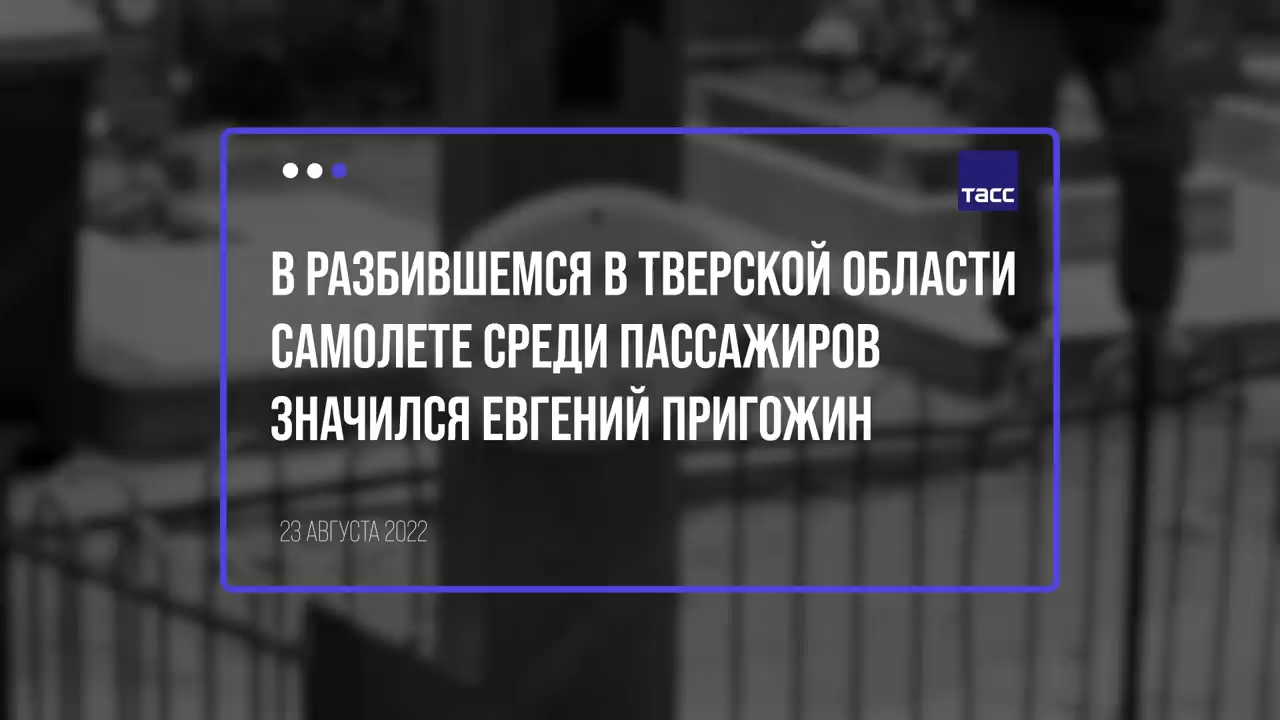 тасс
В РАЗБИВШЕМСЯ В ТВЕРСКОЙ ОБЛАСТИ
САМОЛЕТЕ СРЕДИ ПАССАЖИРОВ
ЗНАЧИЛСЯ ЕВГЕНИЙ ПРИГОЖИН
23 АВГУСТА 2022